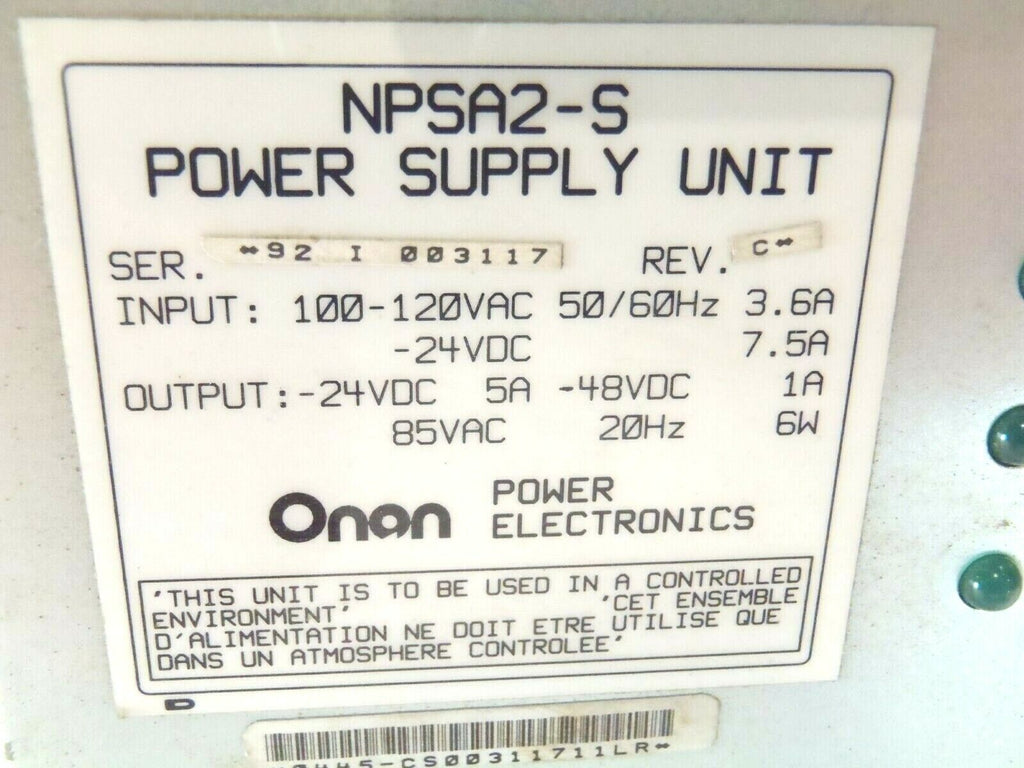 NPSA2-S
POWER SUPPLY UNIT
SER. *92 I 003117 REV. C*
INPUT: 100-120VAC 50/60Hz 3.6A
-24VDC 7.5A
OUTPUT:-24VDC 5A -48VDC 1A
85VAC 20Hz 6W
Onan POWER
ELECTRONICS
'THIS UNIT IS TO BE USED IN A CONTROLLED
ENVIRONMENT' 'CET ENSEMBLE
D'ALIMENTATION NE DOIT ETRE UTILISE QUE
DANS UN ATMOSPHERE CONTROLEE'
D